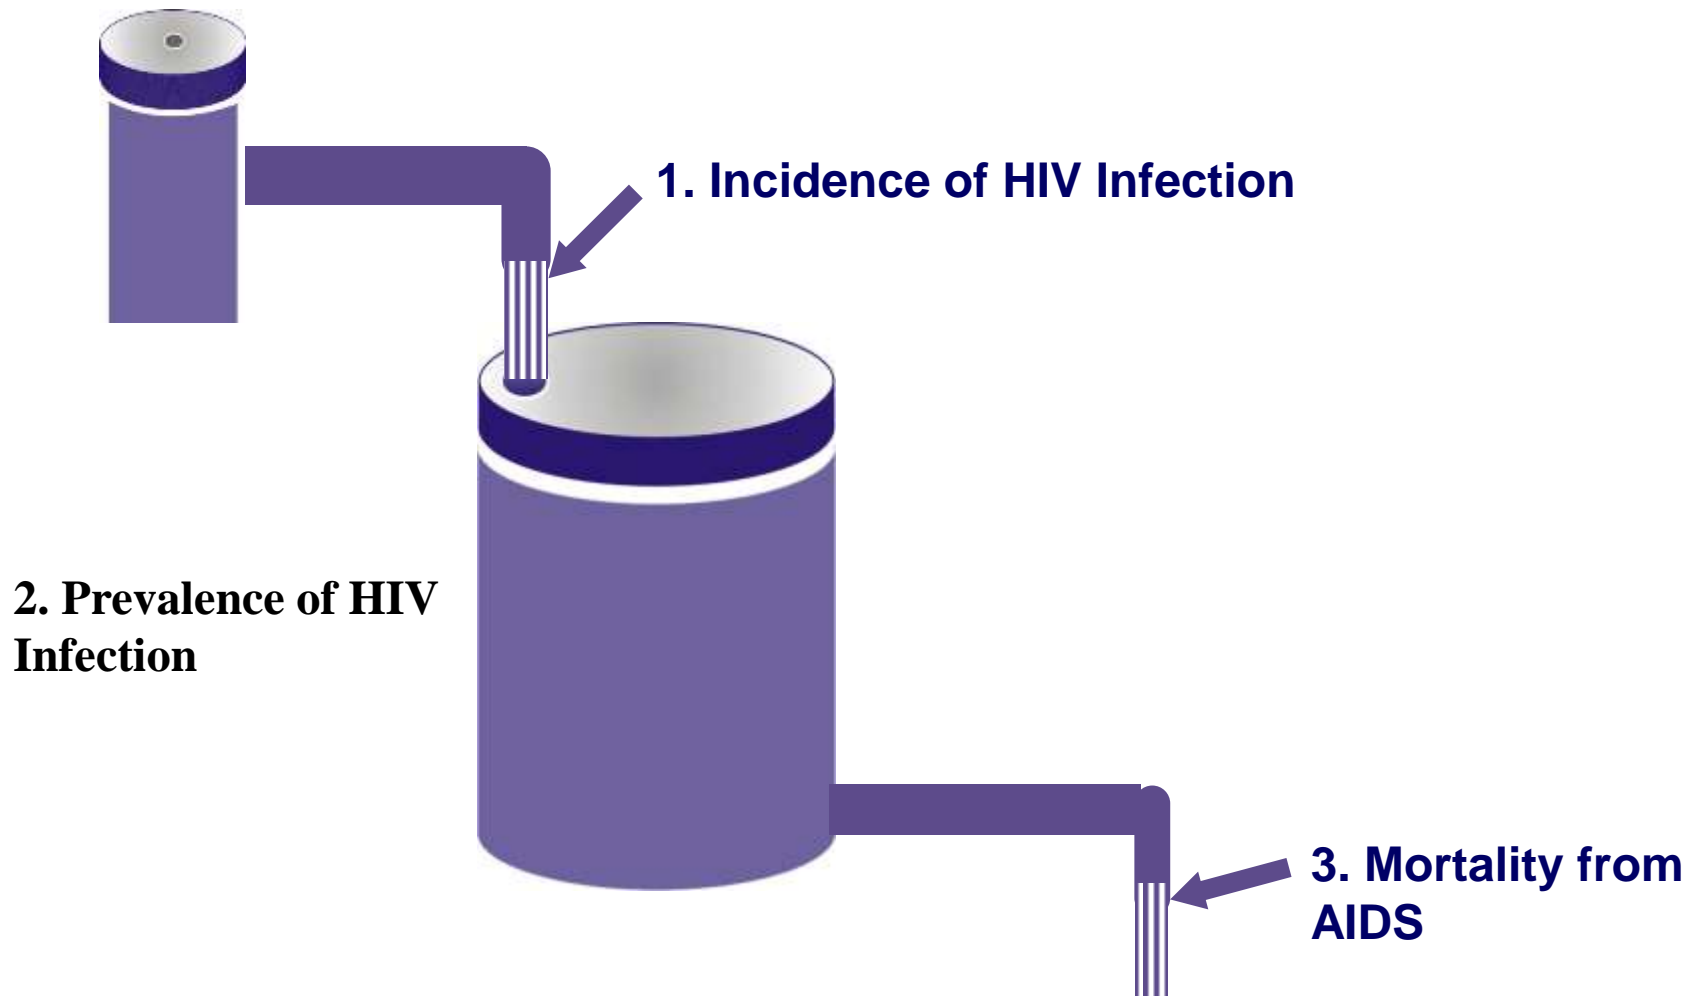 1. Incidence of HIV Infection
2. Prevalence of HIV
Infection
3. Mortality from
AIDS